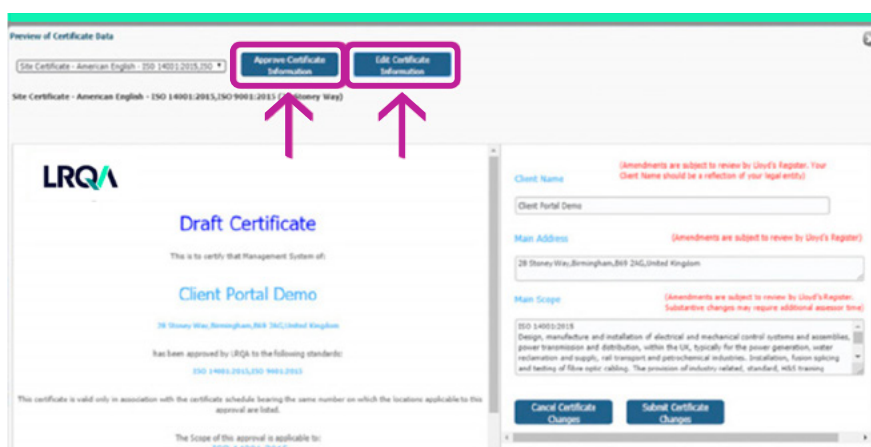 Preview of Certificate Data
Site Certificate - American English - ISO 14001:2015,ISO
Approve Certificate
Information
Edit Certificate
Information
Site Certificate - American English - ISO 14001:2015,ISO 9001:2015 Stoney Way)
LRQA
Draft Certificate
This is to certify that Management System of:
Client Portal Demo
28 Stoney Way,Birmingham,B69 2AG,United Kingdom
has been approved by LRQA to the following standards:
ISO 14001:2015,ISO 9001:2015
This certificate is valid only in association with the certificate schedule bearing the same number on which the locations applicable to this
approval are listed.
The Scope of this approval is applicable to:
Client Name
(Amendments are subject to review by Lloyd's Register. Your
Client Name should be a reflection of your legal entity)
Client Portal Demo
Main Address
(Amendments are subject to review by Lloyd's Register)
28 Stoney Way,Birmingham,B69 2AG,United Kingdom
Main Scope
(Amendments are subject to review by Lloyd's Register.
Substantive changes may require additional assessor time)
ISO 14001:2015
Design, manufacture and installation of electrical and mechanical control systems and assemblies,
power transmission and distribution, within the UK, typically for the power generation, water
reclamation and supply, rail transport and petrochemical industries. Installation, fusion splicing
and testing of fibre optic cabling. The provision of industry related, standard, H&S training
Cancel Certificate
Changes
Submit Certificate
Changes